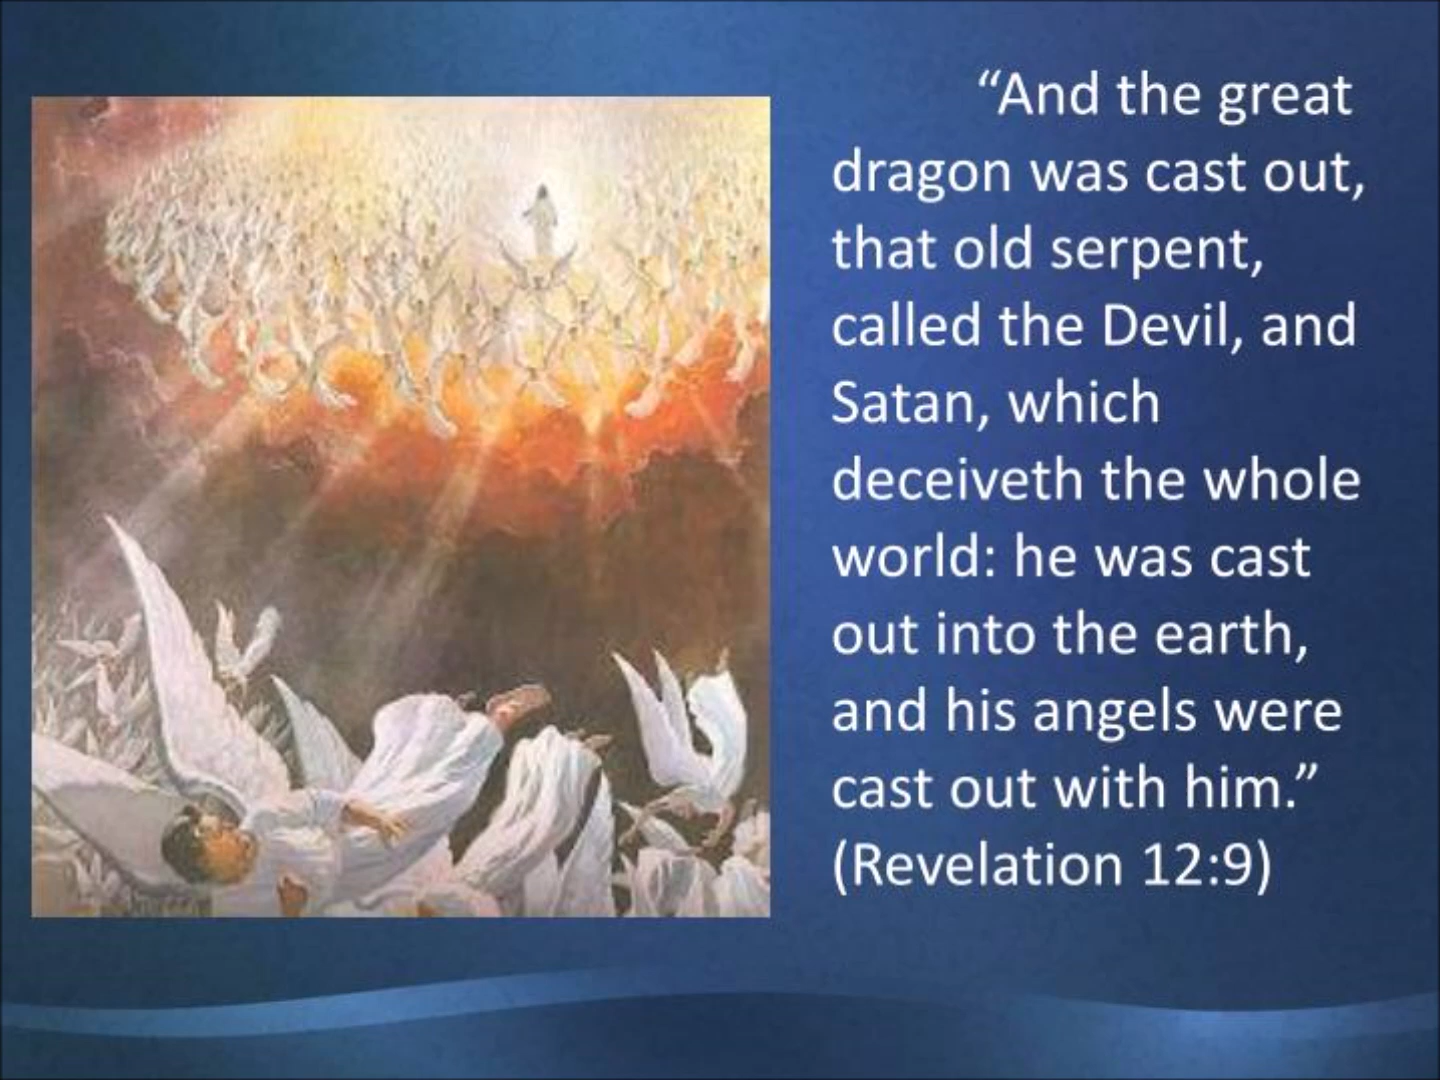 “And the great
dragon was cast out,
that old serpent,
called the Devil, and
Satan, which
deceiveth the whole
world: he was cast
out into the earth,
and his angels were
cast out with him.”
(Revelation 12:9)